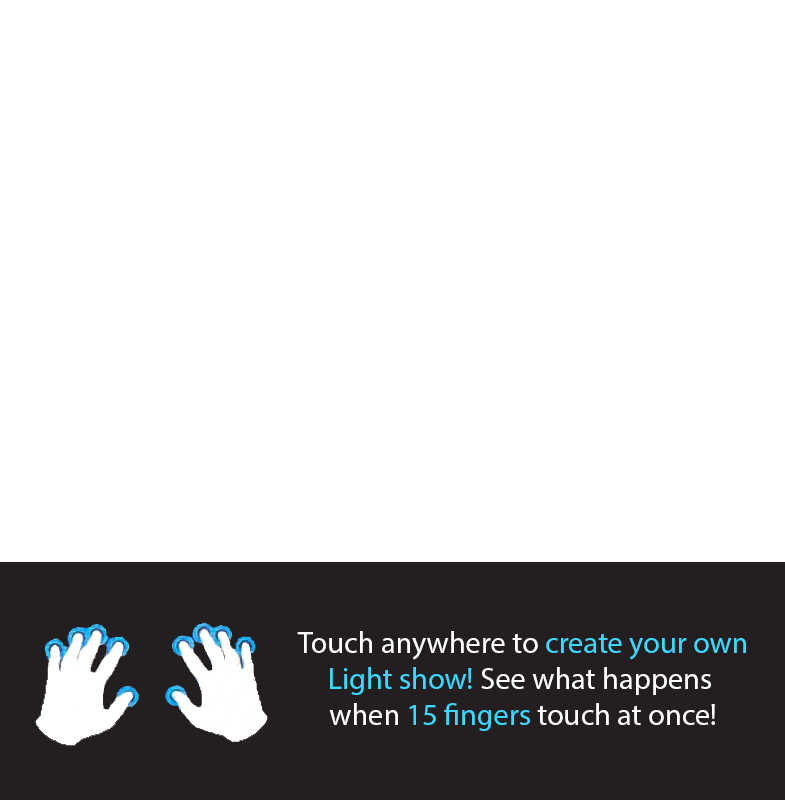 Touch anywhere to create your own
Light show! See what happens
when 15 fingers touch at once!